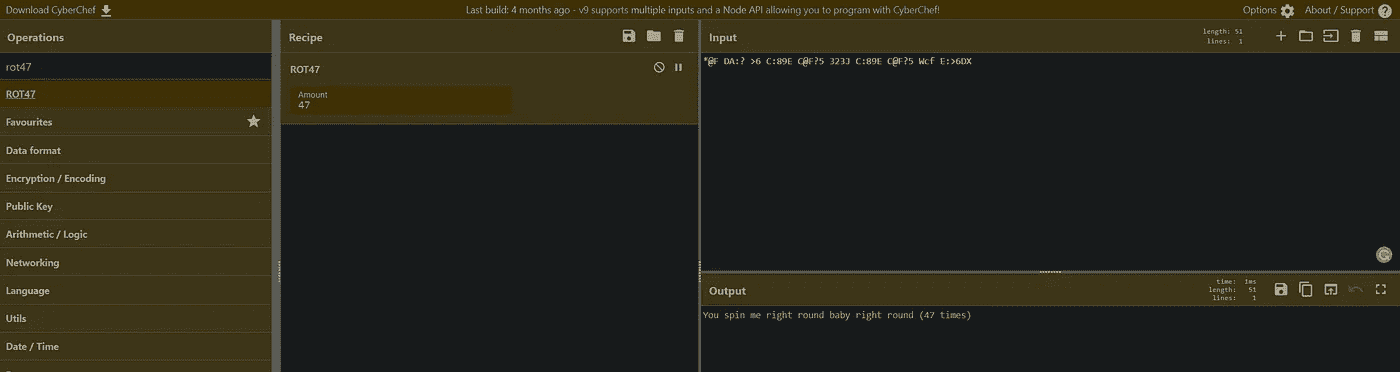 Download CyberChef
Last build: 4 months ago - v9 supports multiple inputs and a Node API allowing you to program with CyberChef!
Options
About / Support
Operations
rot47
ROT47
Favourites
Data format
Encryption / Encoding
Public Key
Arithmetic / Logic
Networking
Language
Utils
Date / Time
Recipe
ROT47
Amount
47
Input
length: 51
lines: 1
*@F DA:? >6 C:89E C@F?5 323J C:89E C@F?5 Wcf E:>6DX
Output
time: 1ms
length: 51
lines: 1
You spin me right round baby right round (47 times)